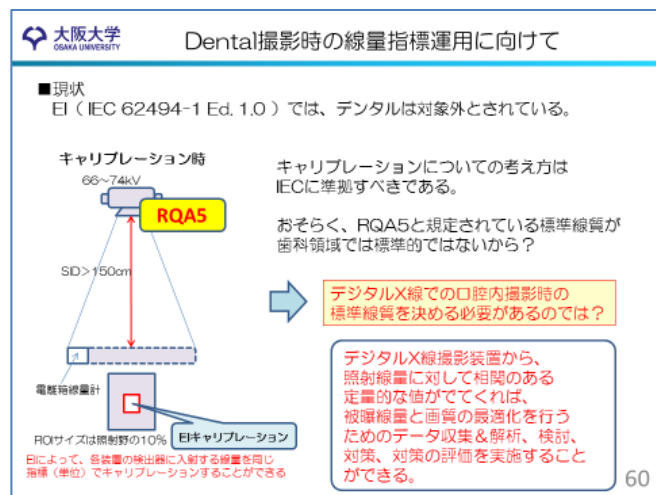 大阪大学
OSAKA UNIVERSITY
Dental撮影時の線量指標運用に向けて
■現状
EI ( IEC 62494-1 Ed. 1.0 ) では、デンタルは対象外とされている。
キャリブレーション時
66~74kV
RQA5
SID>150cm
電離箱線量計
ROIサイズは照射野の10%
EIキャリブレーション
EIによって、各装置の検出器に入射する線量を同じ
指標(単位)でキャリブレーションすることができる
キャリブレーションについての考え方は
IECに準拠すべきである。
おそらく、RQA5と規定されている標準線質が
歯科領域では標準的ではないから?
デジタルX線での口腔内撮影時の
標準線質を決める必要があるのでは?
デジタルX線撮影装置から、
照射線量に対して相関のある
定量的な値がでてくれば、
被曝線量と画質の最適化を行う
ためのデータ収集&解析、検討、
対策、対策の評価を実施すること
ができる。
60